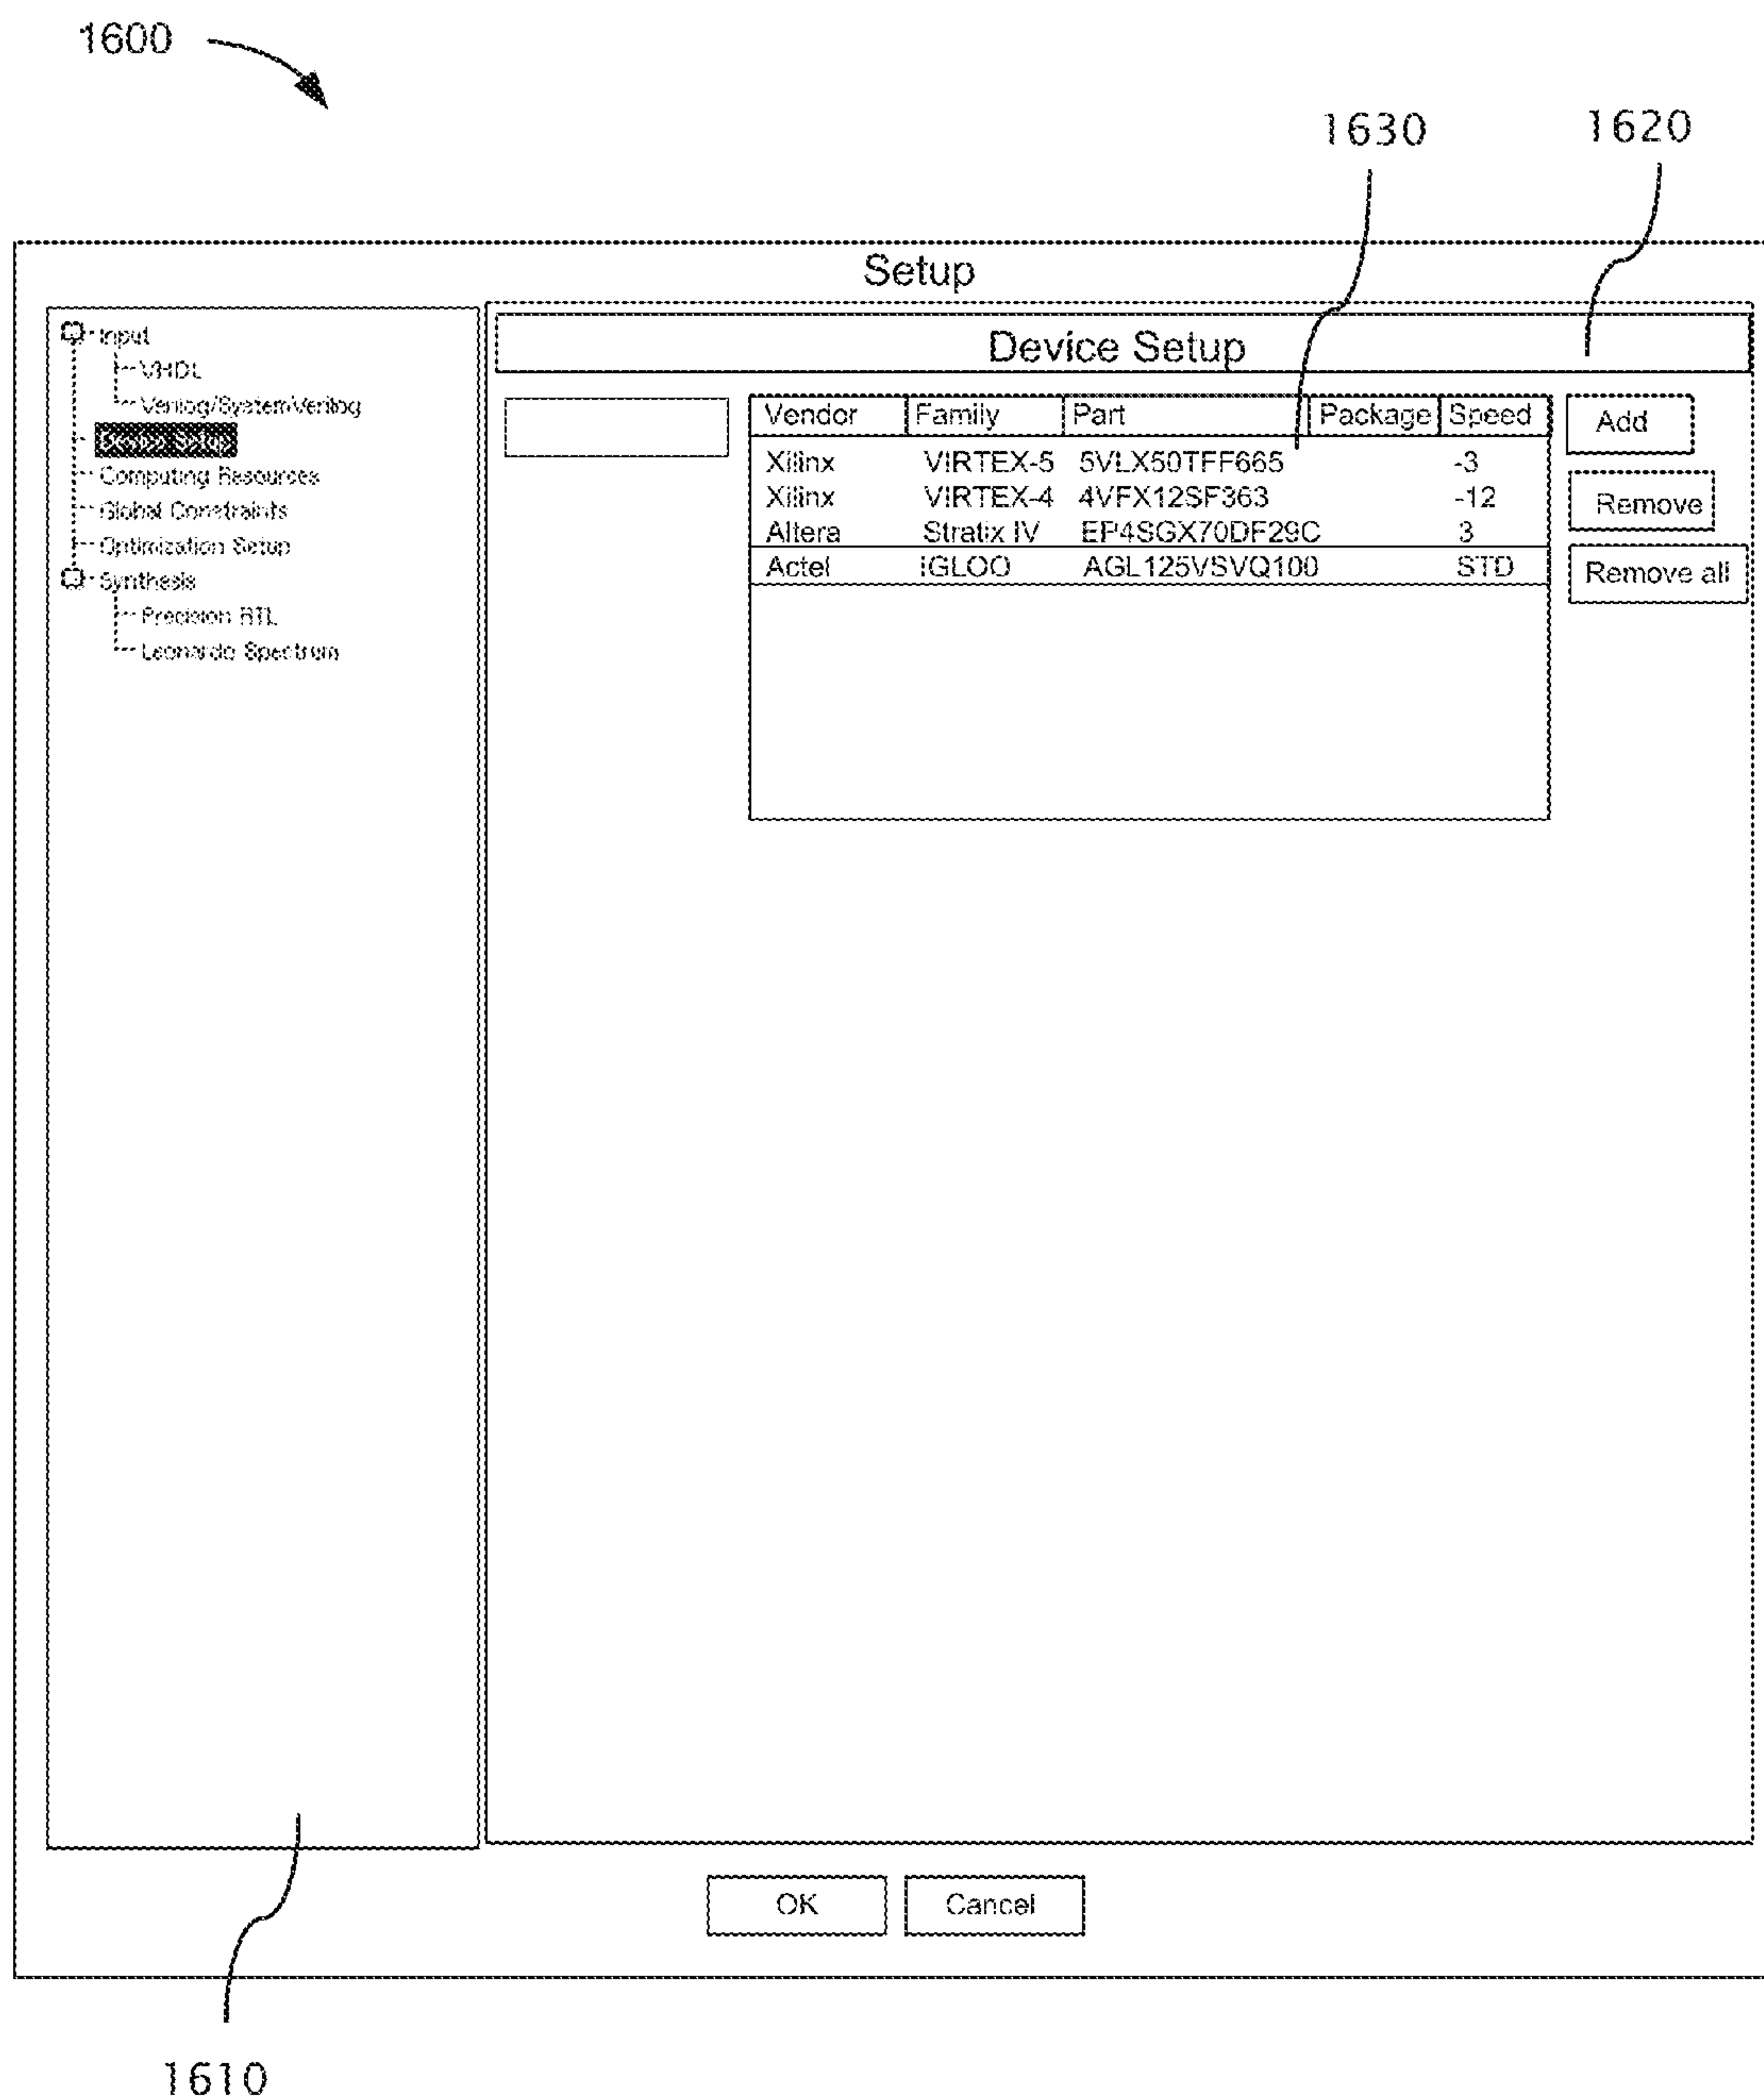 1600
1630 1620
Setup
Input
VHDL
Verilog/SystemVerilog
Device Setup
Computing Resources
Global Constraints
Optimization Setup
Synthesis
Precision RTL
Leonardo Spectrum
Device Setup
Vendor Family Part Package Speed
Xilinx VIRTEX-5 5VLX50TFF665 -3
Xilinx VIRTEX-4 4VFX12SF363 -12
Altera Stratix IV EP4SGX70DF29C 3
Actel IGLOO AGL125VSVQ100 STD
Add
Remove
Remove all
OK Cancel
1610